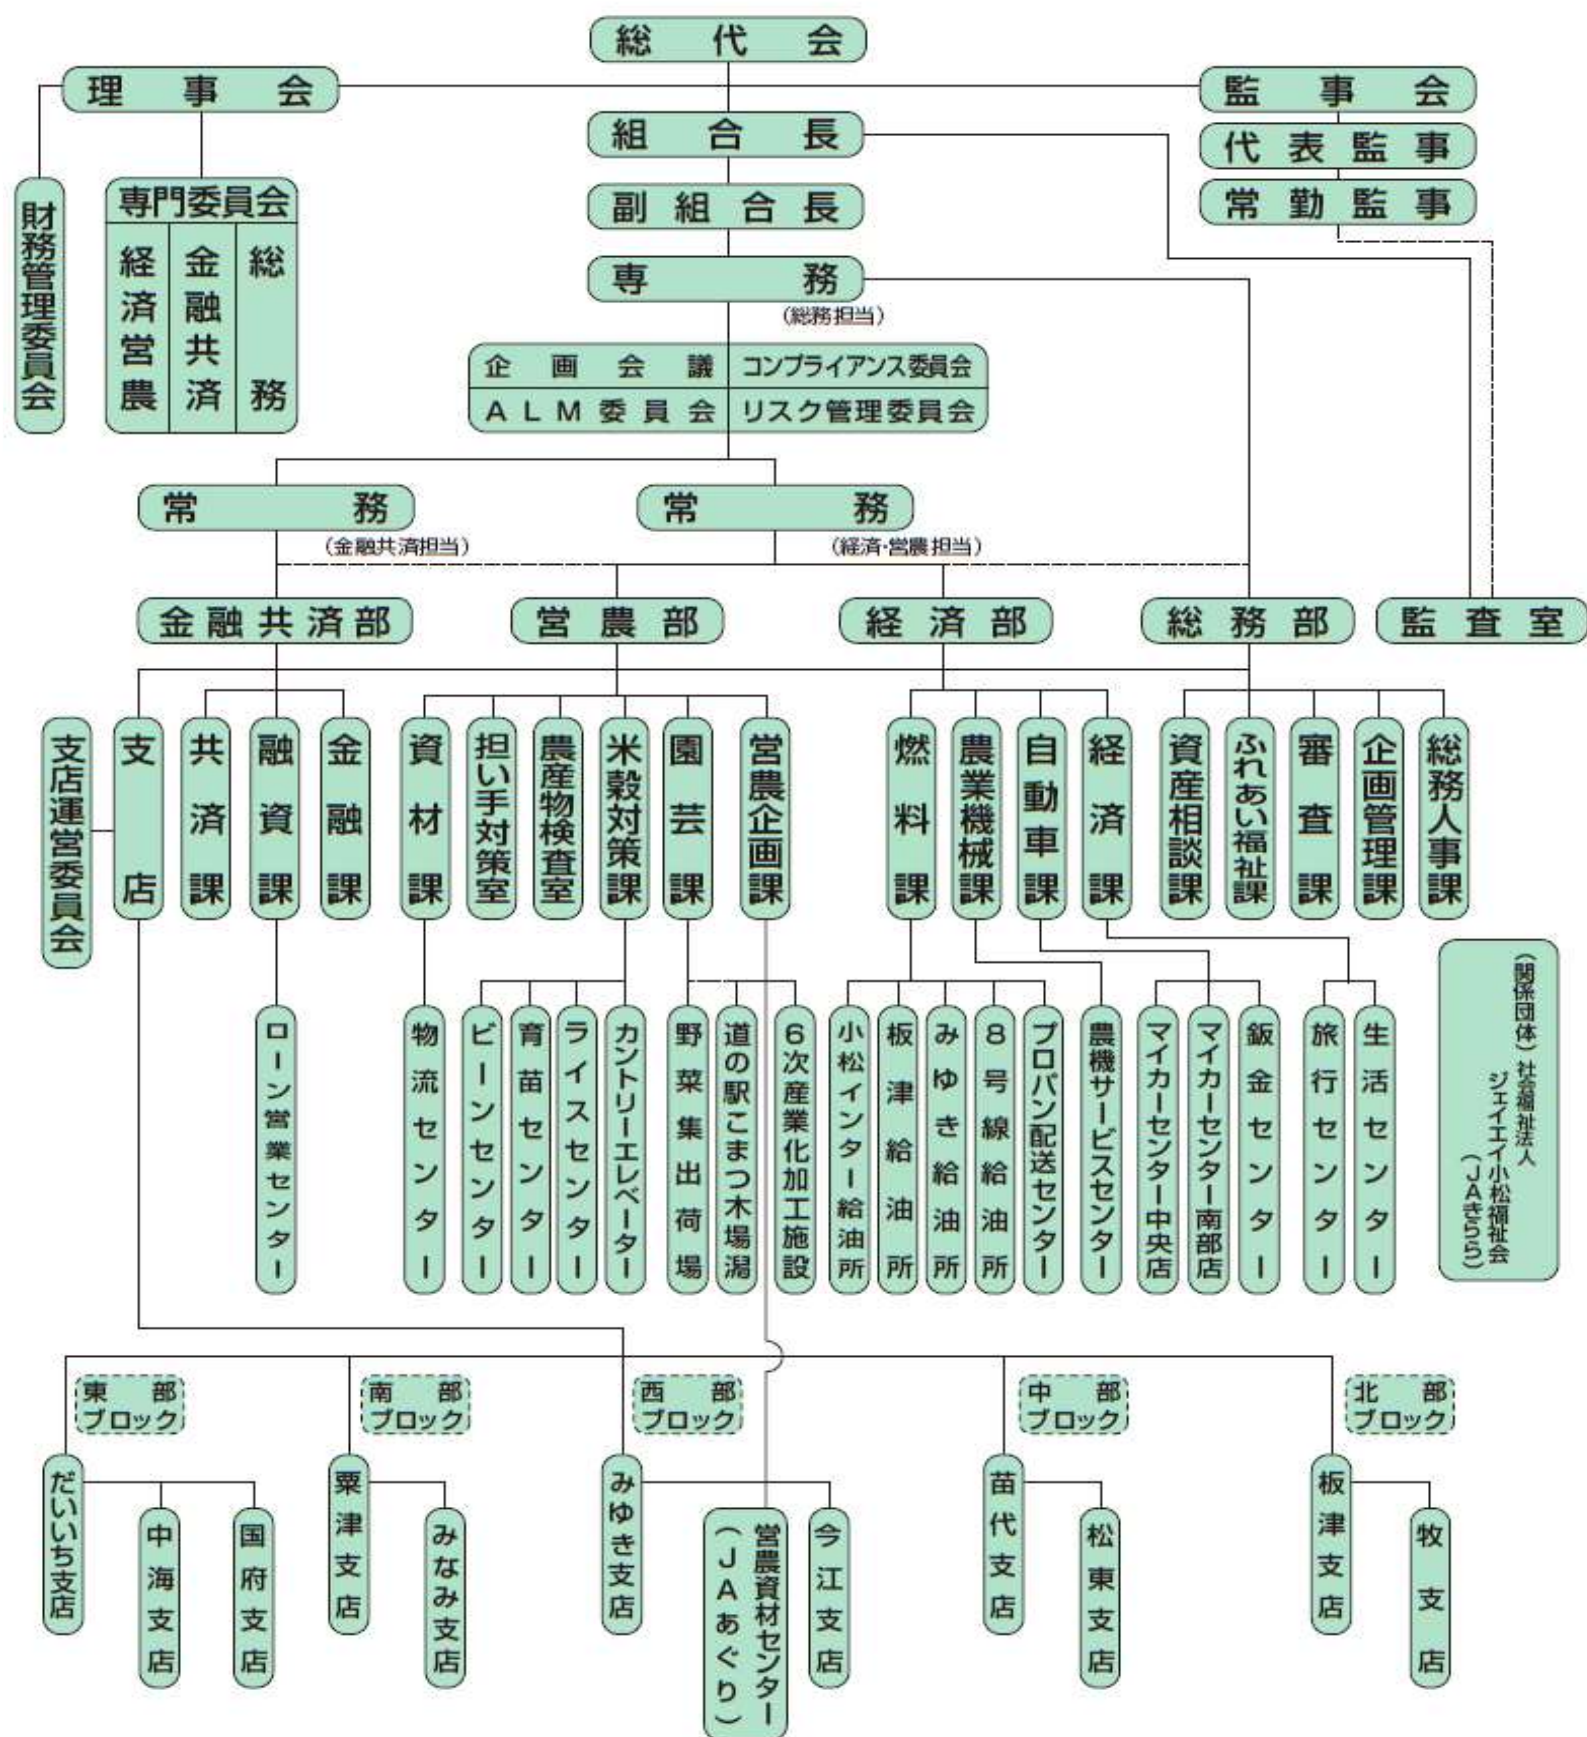 総代会
理事会
監事会
組合長
代表監事
副組合長
常勤監事
専務
(総務担当)
財務管理委員会
専門委員会
経済営農
金融共済
総務
企画会議
コンプライアンス委員会
ALM委員会
リスク管理委員会
常務
(金融共済担当)
常務
(経済・営農担当)
金融共済部
営農部
経済部
総務部
監査室
支店運営委員会
支店
共済課
融資課
金融課
資材課
担い手対策室
農産物検査室
米穀対策課
園芸課
営農企画課
燃料課
農業機械課
自動車課
経済課
資産相談課
ふれあい福祉課
審査課
企画管理課
総務人事課
ローン営業センター
物流センター
ビーンセンター
育苗センター
ライスセンター
カントリーエレベーター
野菜集出荷場
道の駅こまつ木場潟
6次産業化加工施設
小松インター給油所
板津給油所
みゆき給油所
8号線給油所
プロパン配送センター
農機サービスセンター
マイカーセンター中央店
マイカーセンター南部店
鈑金センター
旅行センター
生活センター
(関係団体)社会福祉法人
ジェイエイ小松福祉会
(JAきらら)
東部
ブロック
南部
ブロック
西部
ブロック
中部
ブロック
北部
ブロック
だいいち支店
中海支店
国府支店
粟津支店
みなみ支店
みゆき支店
営農資材センター
(JAあぐり)
今江支店
苗代支店
松東支店
板津支店
牧支店